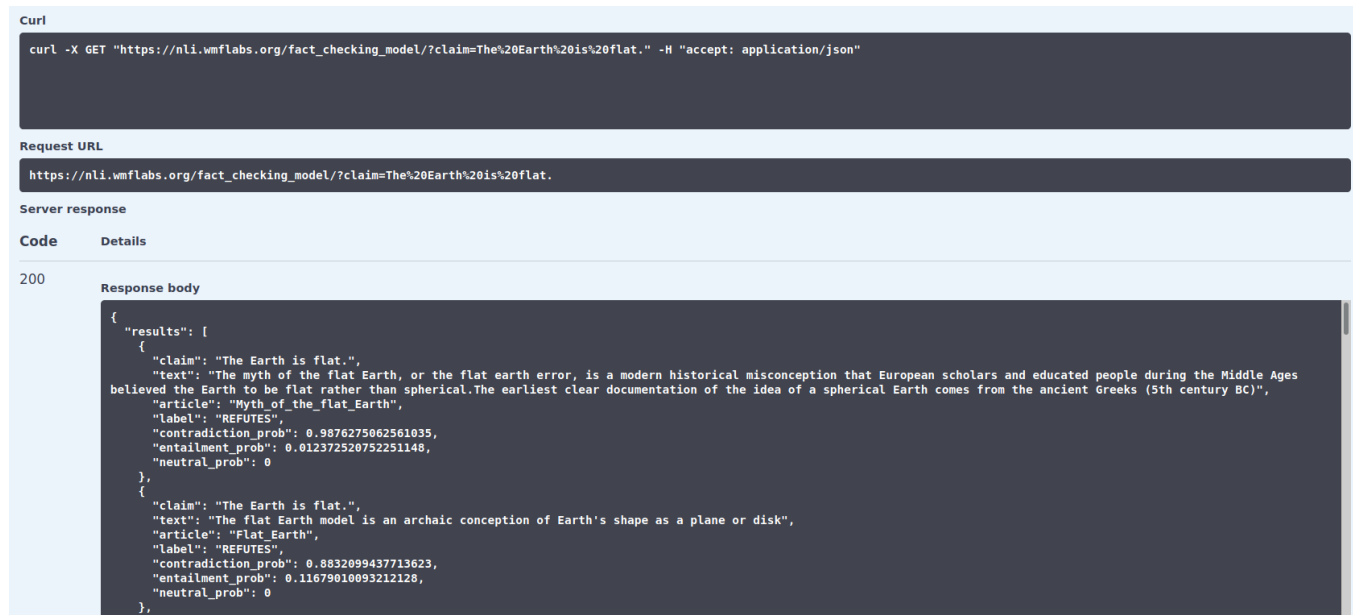 Curl
curl -X GET "https://nli.wmflabs.org/fact_checking_model/?claim=The%20Earth%20is%20flat." -H "accept: application/json"
Request URL
https://nli.wmflabs.org/fact_checking_model/?claim=The%20Earth%20is%20flat.
Server response
Code Details
200
Response body
{
  "results": [
    {
      "claim": "The Earth is flat.",
      "text": "The myth of the flat Earth, or the flat earth error, is a modern historical misconception that European scholars and educated people during the Middle Ages
believed the Earth to be flat rather than spherical.The earliest clear documentation of the idea of a spherical Earth comes from the ancient Greeks (5th century BC)",
      "article": "Myth_of_the_flat_Earth",
      "label": "REFUTES",
      "contradiction_prob": 0.9876275062561035,
      "entailment_prob": 0.012372520752251148,
      "neutral_prob": 0
    },
    {
      "claim": "The Earth is flat.",
      "text": "The flat Earth model is an archaic conception of Earth's shape as a plane or disk",
      "article": "Flat_Earth",
      "label": "REFUTES",
      "contradiction_prob": 0.8832099437713623,
      "entailment_prob": 0.11679010093212128,
      "neutral_prob": 0
    },